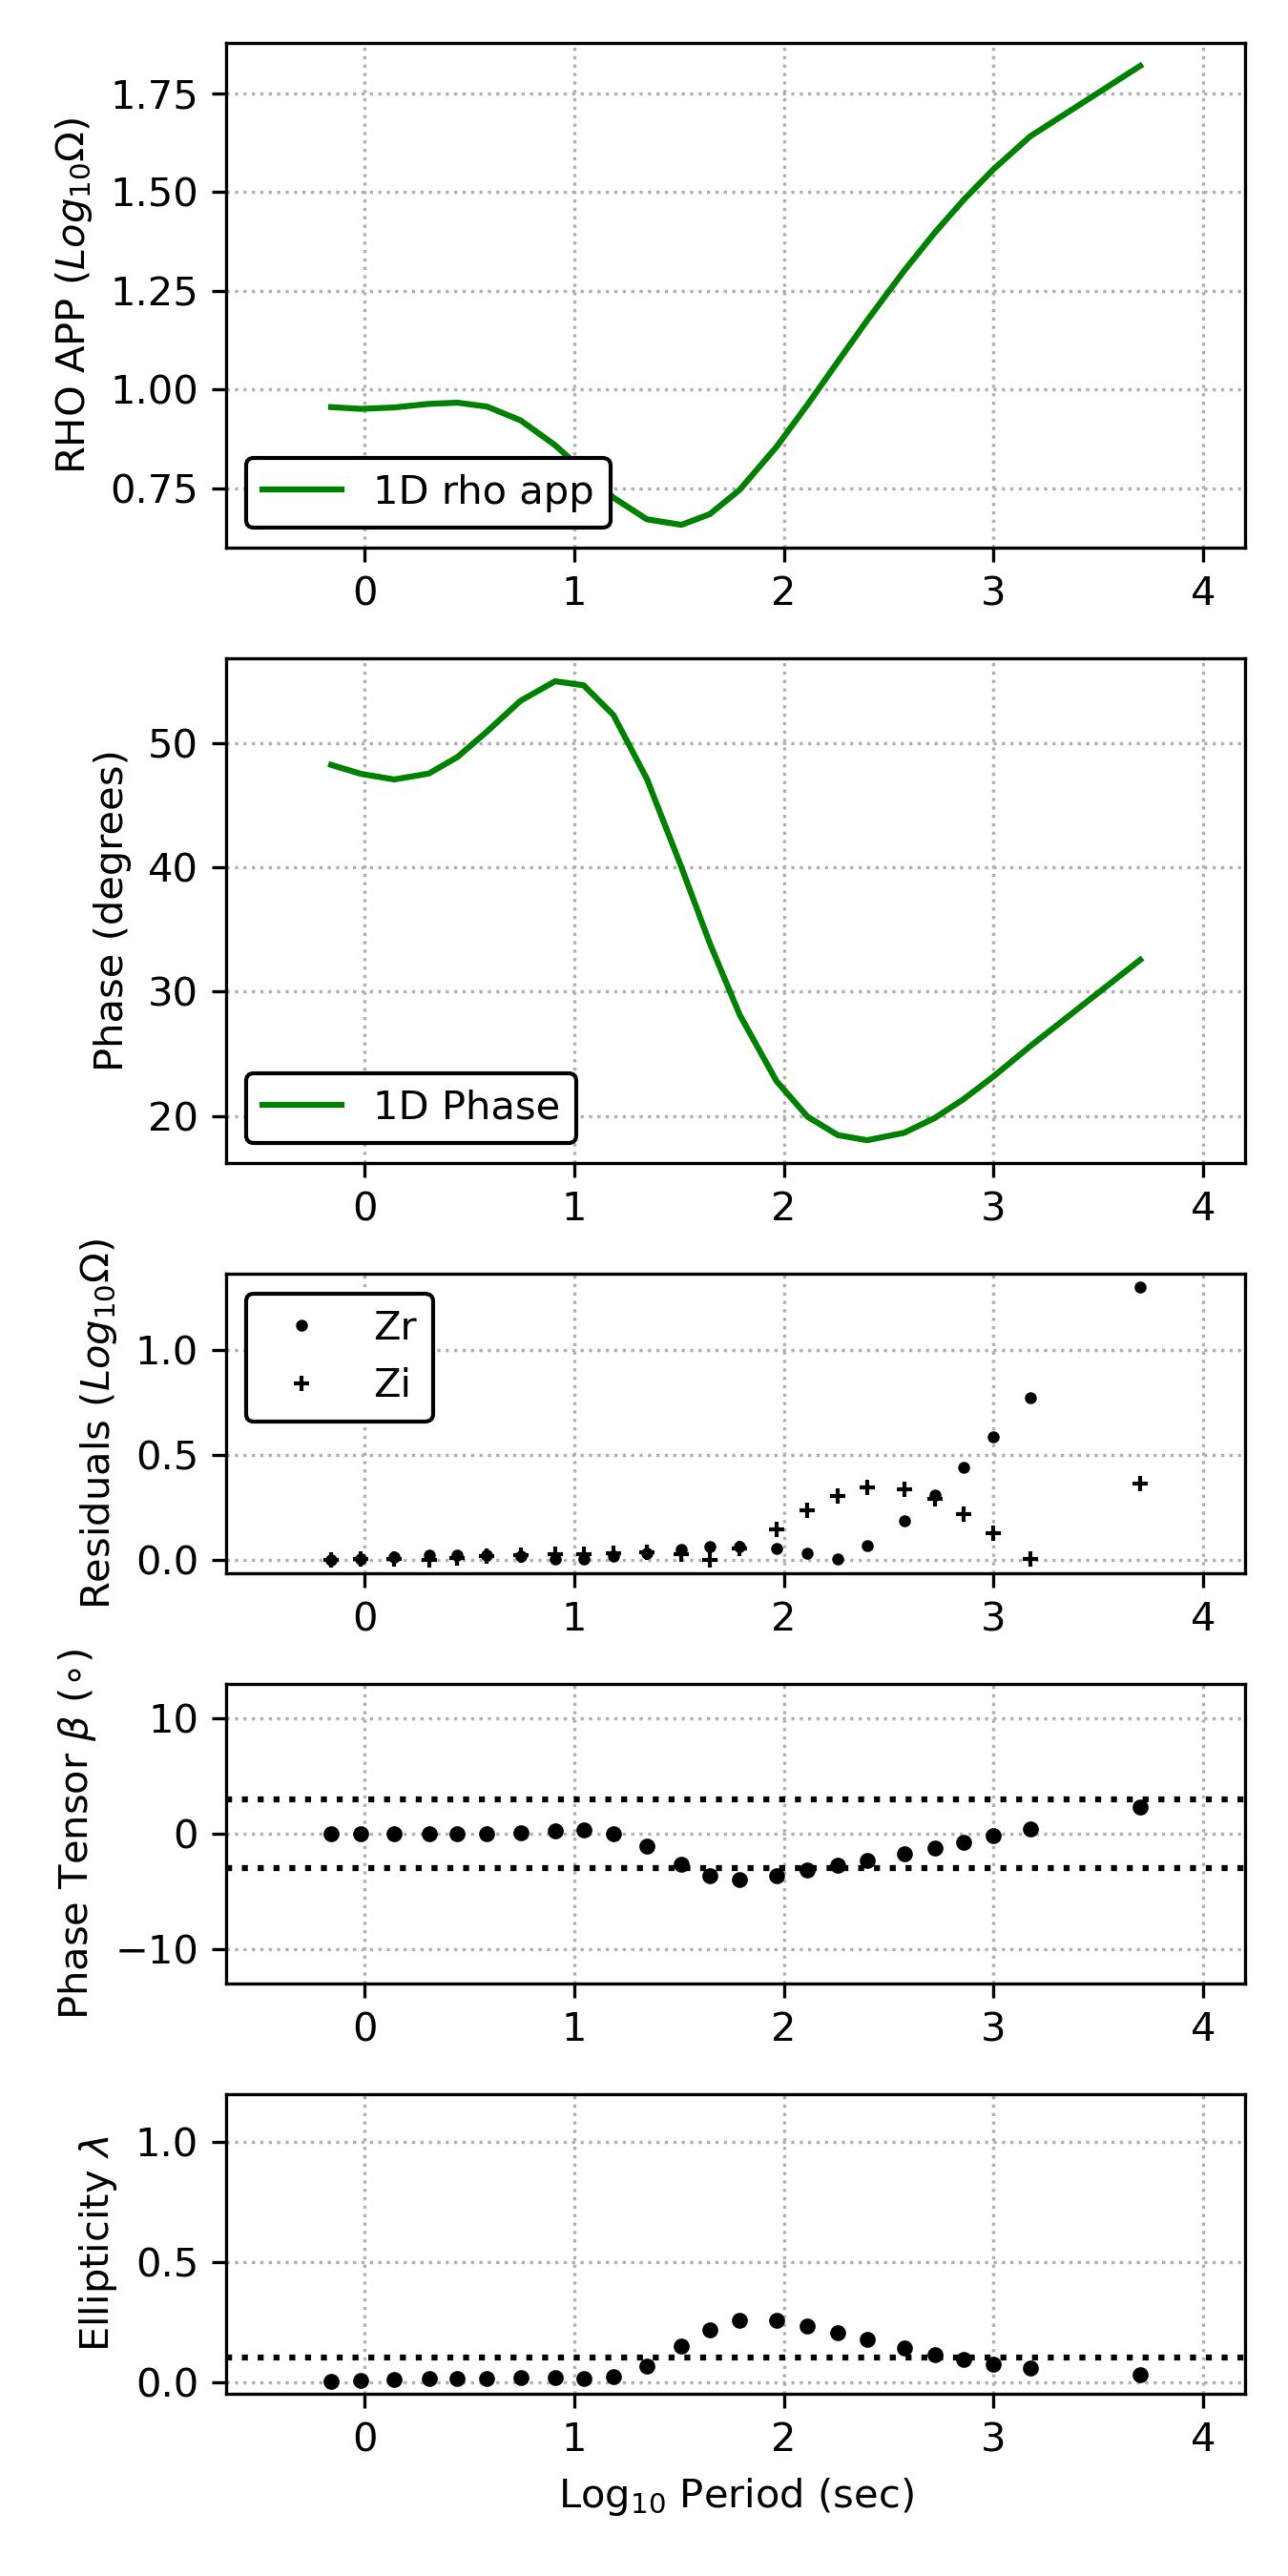 RHO APP (Log₁₀Ω)
1.75
1.50
1.25
1.00
0.75
1D rho app
0 1 2 3 4
Phase (degrees)
50
40
30
20
1D Phase
0 1 2 3 4
Residuals (Log₁₀Ω)
1.0
0.5
0.0
Zr
Zi
0 1 2 3 4
Phase Tensor β (∘)
10
0
−10
0 1 2 3 4
Ellipticity λ
1.0
0.5
0.0
0 1 2 3 4
Log₁₀ Period (sec)